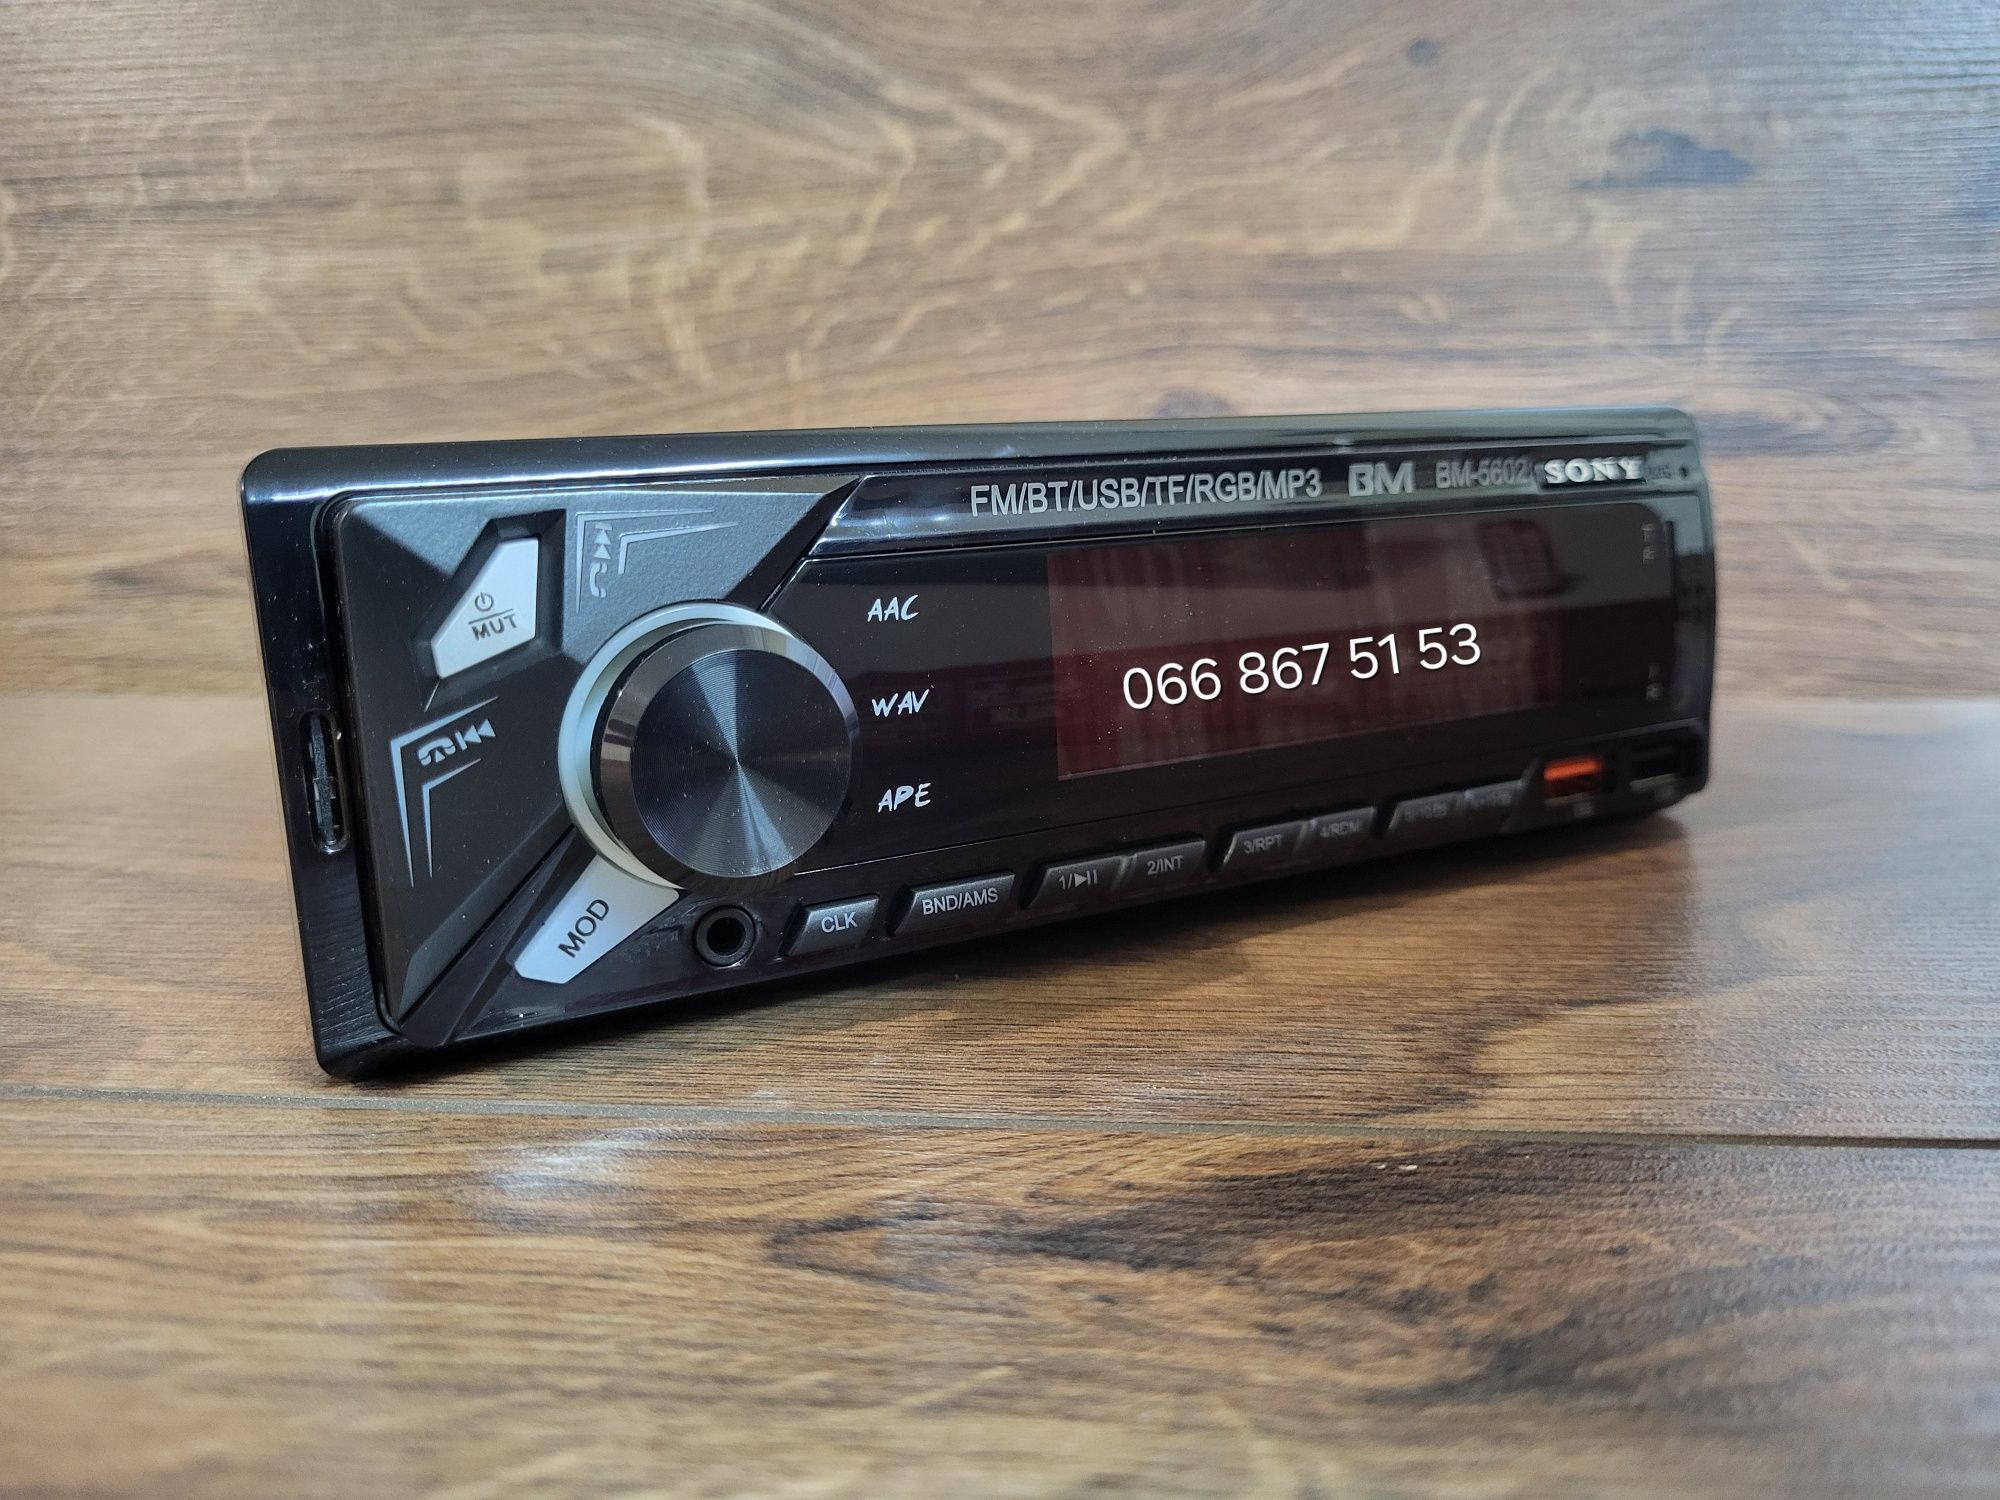 FM/BT/USB/TF/RGB/MP3 BM BM-5602 SONY
MUT
AAC
WAV
APE
066 867 51 53
MOD
CLK
BND/AMS
1/
2/INT
3/RPT
4/RDM